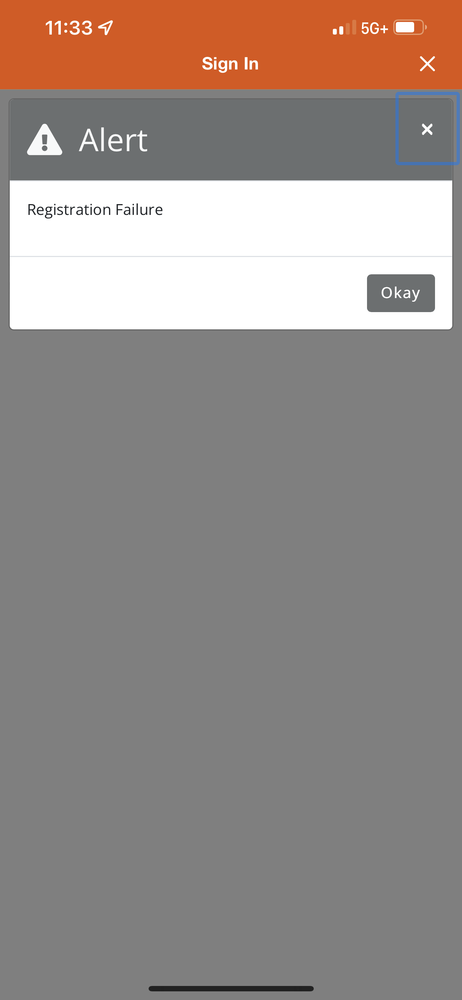 11:33 5G+
Sign In
Alert
Registration Failure
Okay